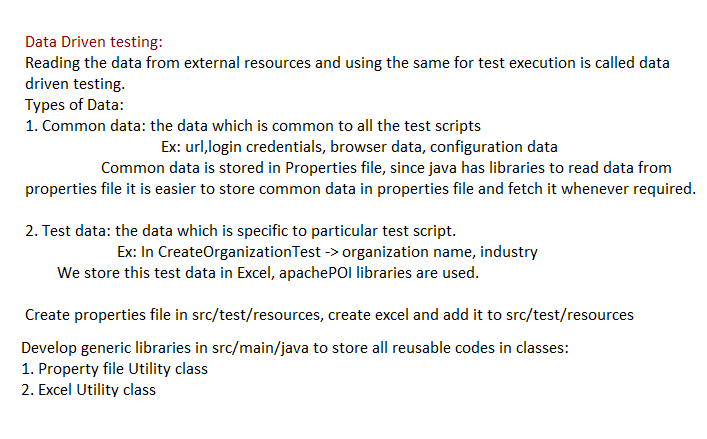 Data Driven testing:
Reading the data from external resources and using the same for test execution is called data
driven testing.
Types of Data:
1. Common data: the data which is common to all the test scripts
Ex: url,login credentials, browser data, configuration data
Common data is stored in Properties file, since java has libraries to read data from
properties file it is easier to store common data in properties file and fetch it whenever required.
2. Test data: the data which is specific to particular test script.
Ex: In CreateOrganizationTest -> organization name, industry
We store this test data in Excel, apachePOI libraries are used.
Create properties file in src/test/resources, create excel and add it to src/test/resources
Develop generic libraries in src/main/java to store all reusable codes in classes:
1. Property file Utility class
2. Excel Utility class